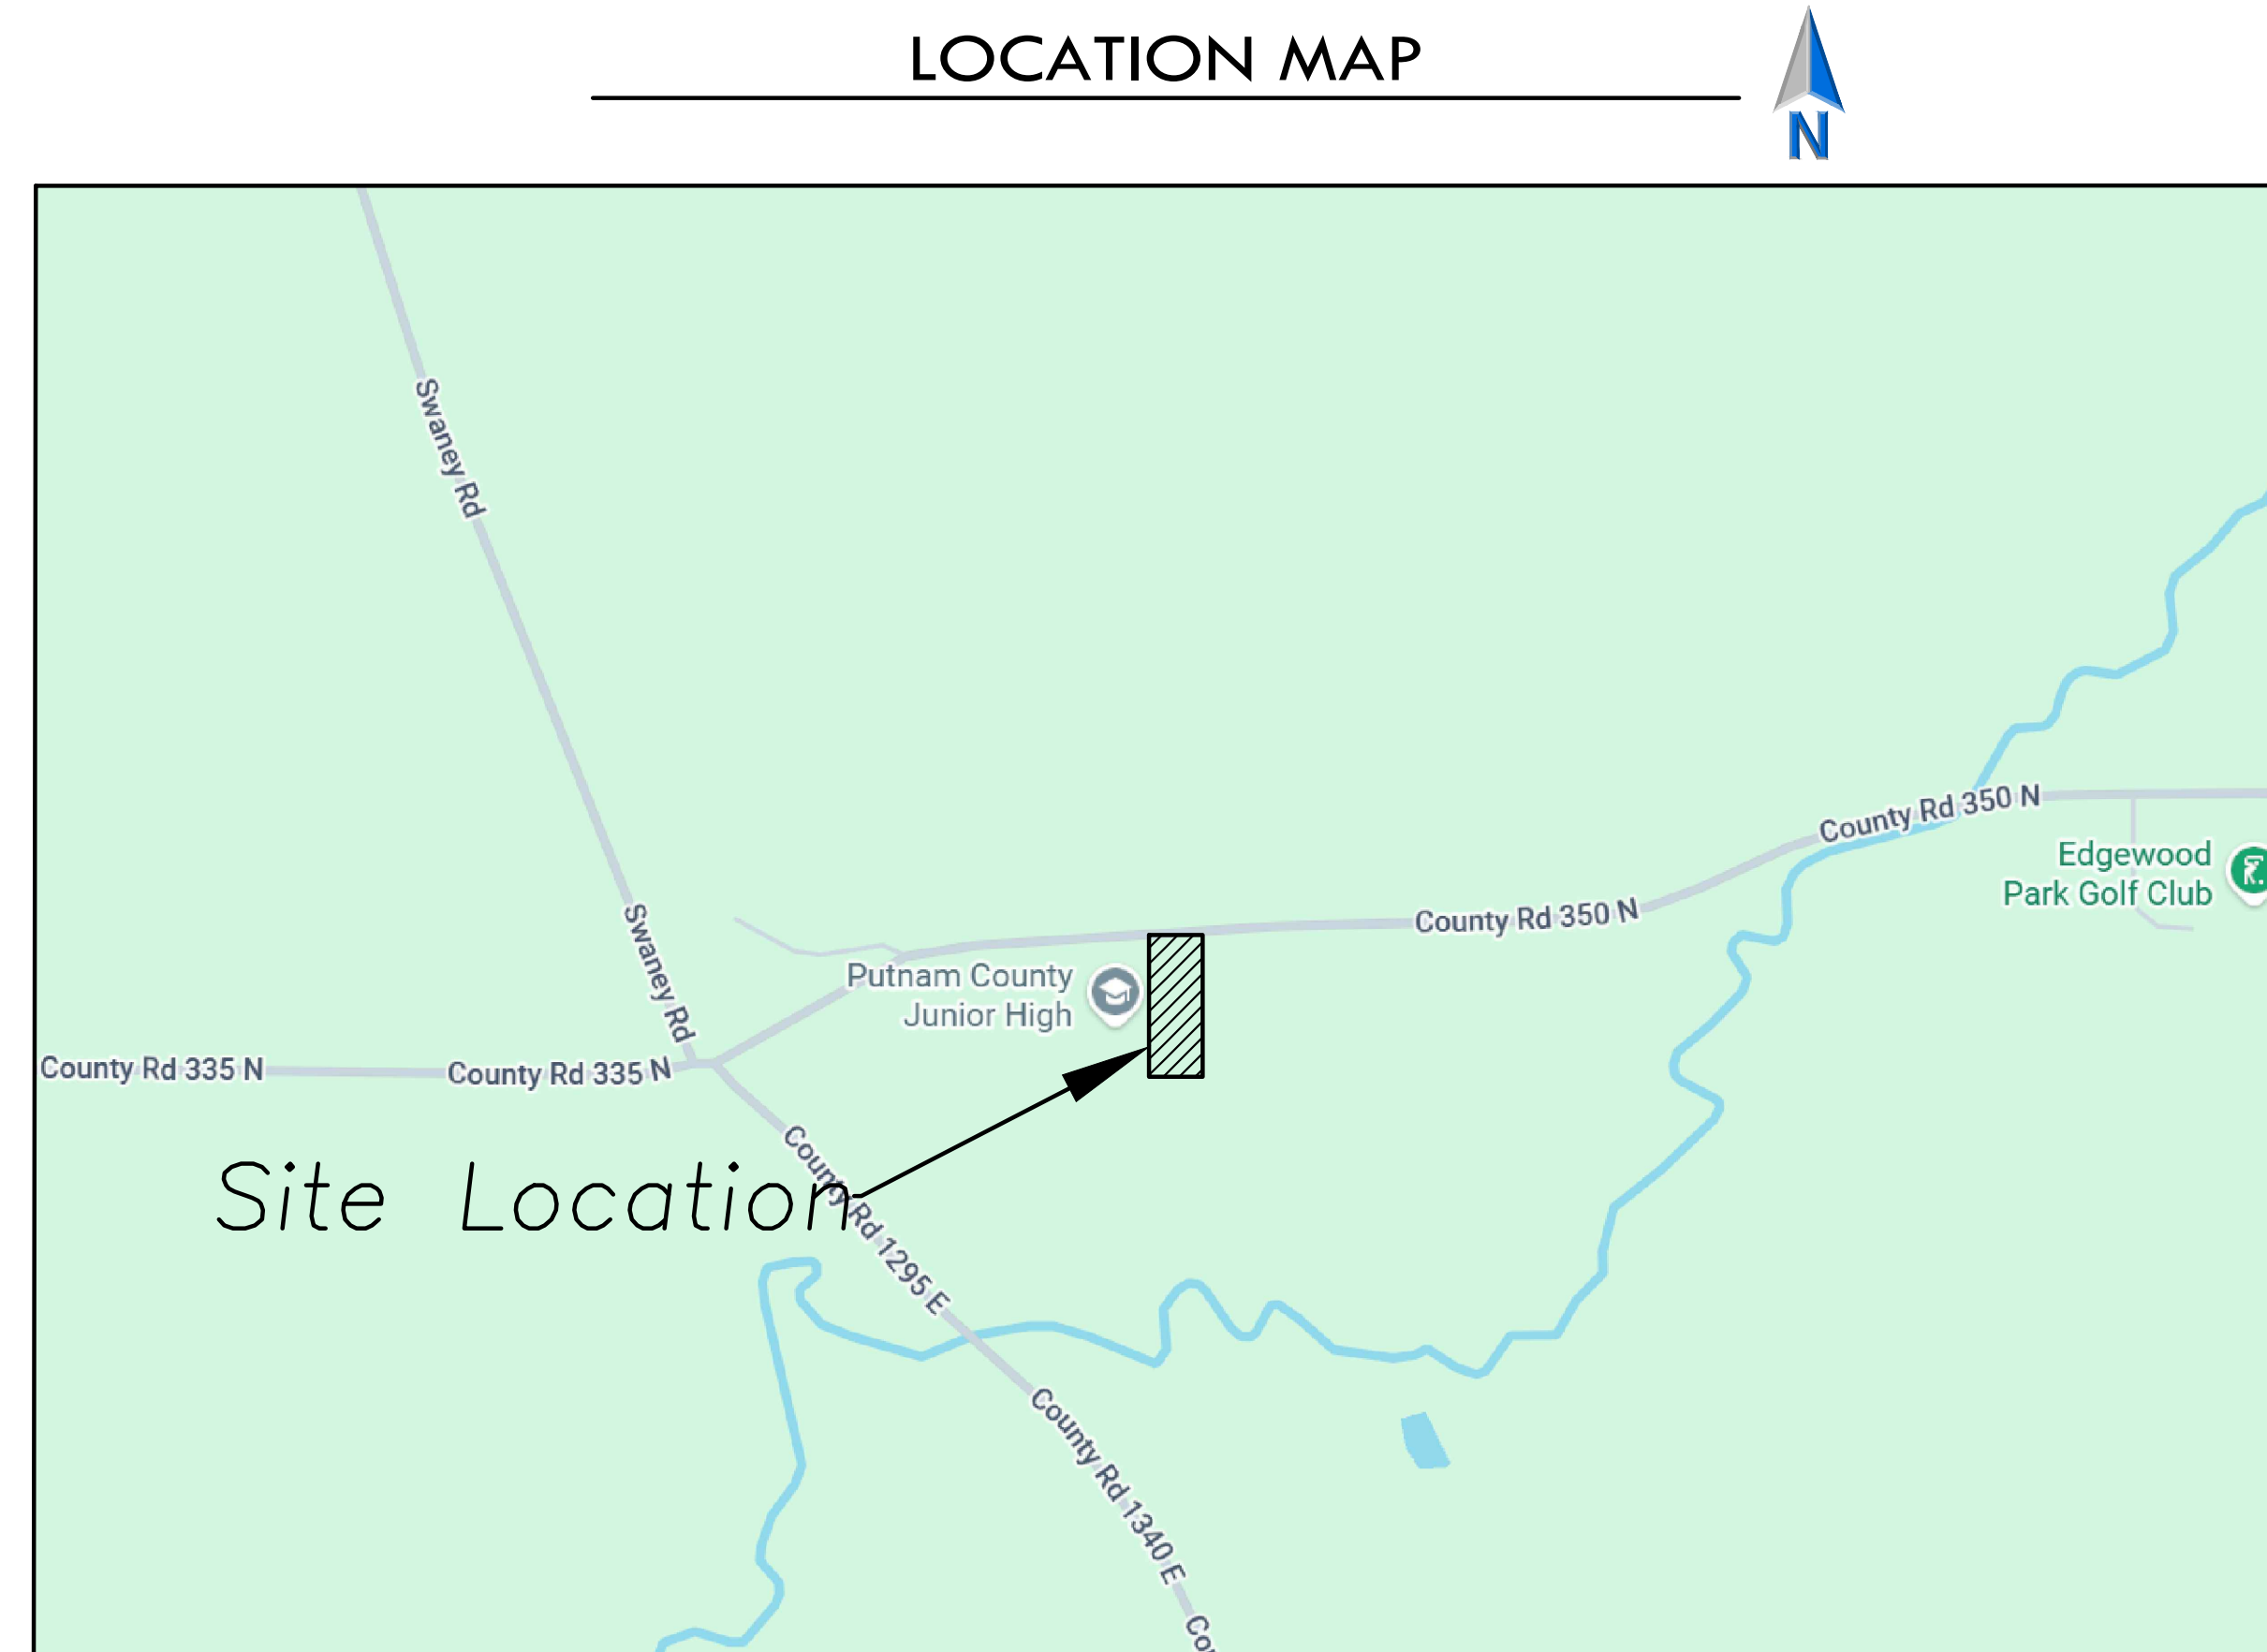 LOCATION MAP
N
Swaney Rd
County Rd 350 N
Edgewood
Park Golf Club
Swaney Rd
County Rd 350 N
Putnam County
Junior High
County Rd 335 N
County Rd 335 N
Site Location
County Rd 1295 E
County Rd 1340 E